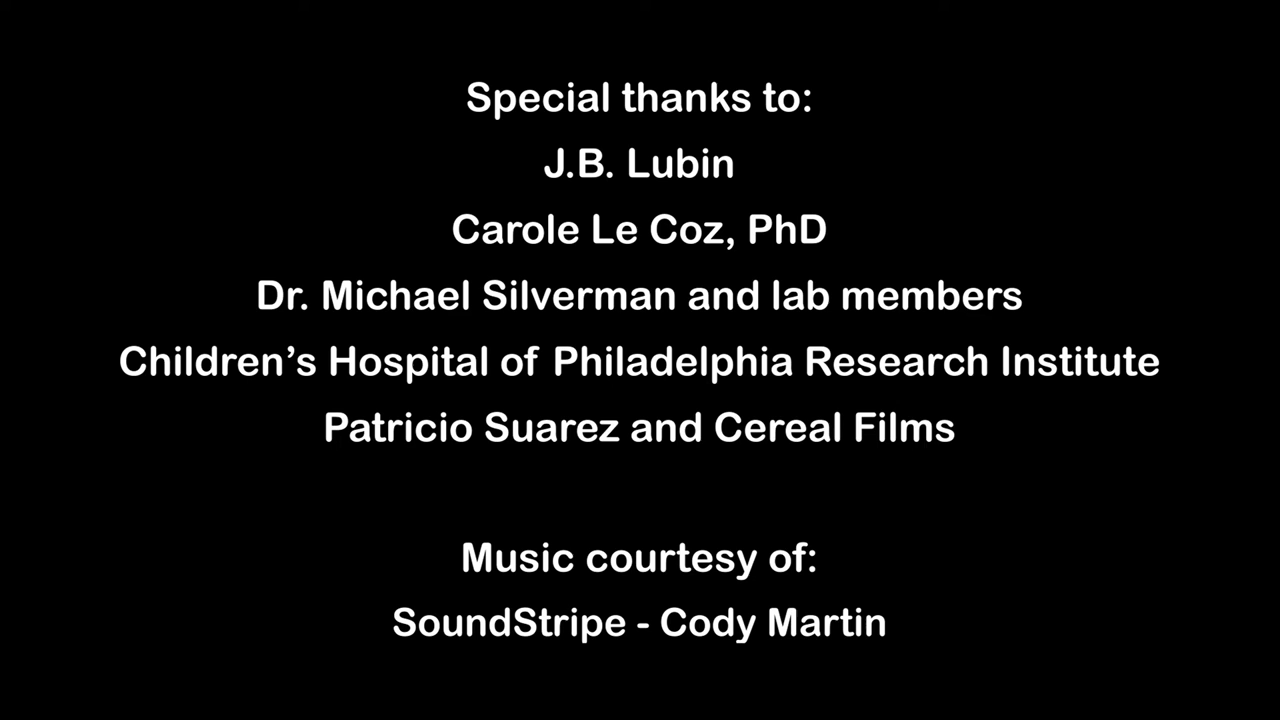 Special thanks to:
J.B. Lubin
Carole Le Coz, PhD
Dr. Michael Silverman and lab members
Children’s Hospital of Philadelphia Research Institute
Patricio Suarez and Cereal Films
Music courtesy of:
SoundStripe - Cody Martin